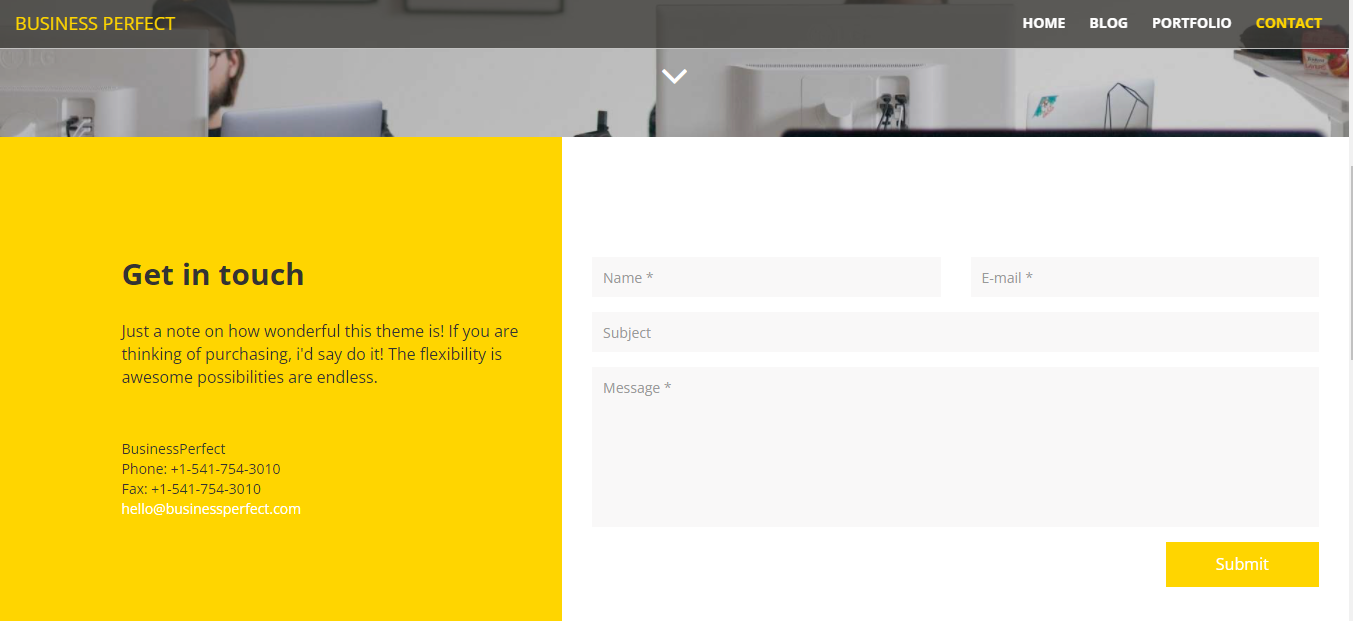 BUSINESS PERFECT
HOME BLOG PORTFOLIO CONTACT
LG
Get in touch
Just a note on how wonderful this theme is! If you are
thinking of purchasing, i'd say do it! The flexibility is
awesome possibilities are endless.
BusinessPerfect
Phone: +1-541-754-3010
Fax: +1-541-754-3010
hello@businessperfect.com
Name *
E-mail *
Subject
Message *
Submit